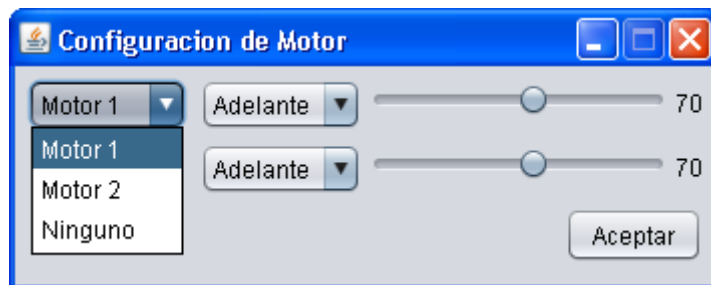 Configuracion de Motor
Motor 1 Adelante 70
Motor 1
Motor 2 Adelante 70
Ninguno
Aceptar